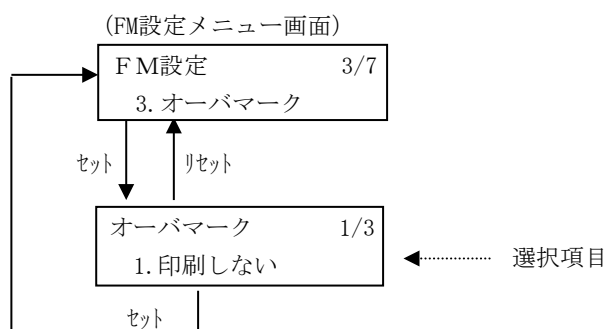 (FM設定メニュー画面)
ＦＭ設定 3/7
3.オーバマーク
ｾｯﾄ ﾘｾｯﾄ
オーバマーク 1/3
1.印刷しない
選択項目
ｾｯﾄ